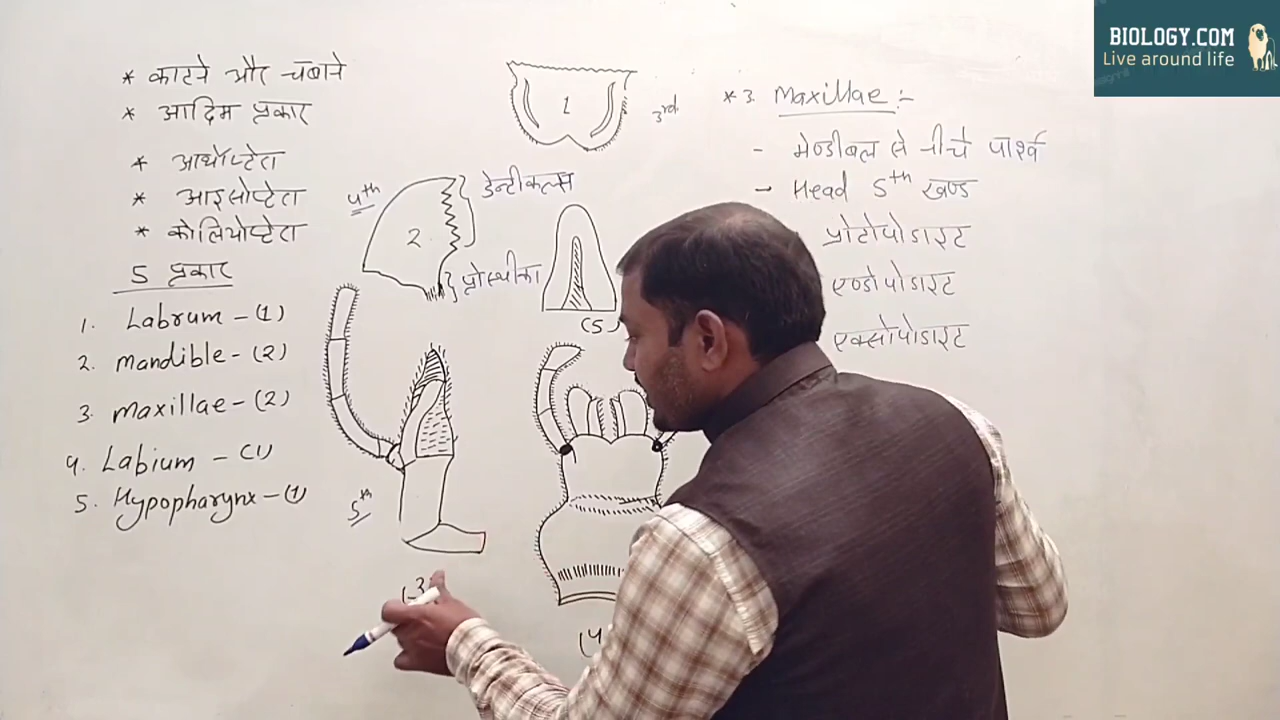 * काटने और चबाने
* आदिम प्रकार
* आर्थोप्टेरा
* आइसोप्टेरा
* कोलियोप्टेरा
5 प्रकार
1. Labrum - (1)
2. mandible - (2)
3. maxillae - (2)
4. Labium - (1)
5. Hypopharynx - (1)
1
3rd
4th
2
डेन्टीकल्स
प्रोस्थीका
(5)
5th
(3)
(4
* 3. Maxillae :-
- मेण्डीबल से नीचे पार्श्व
- Head 5th खण्ड
प्रोटोपोडाइट
एण्डोपोडाइट
एक्सोपोडाइट
BIOLOGY.COM
Live around life